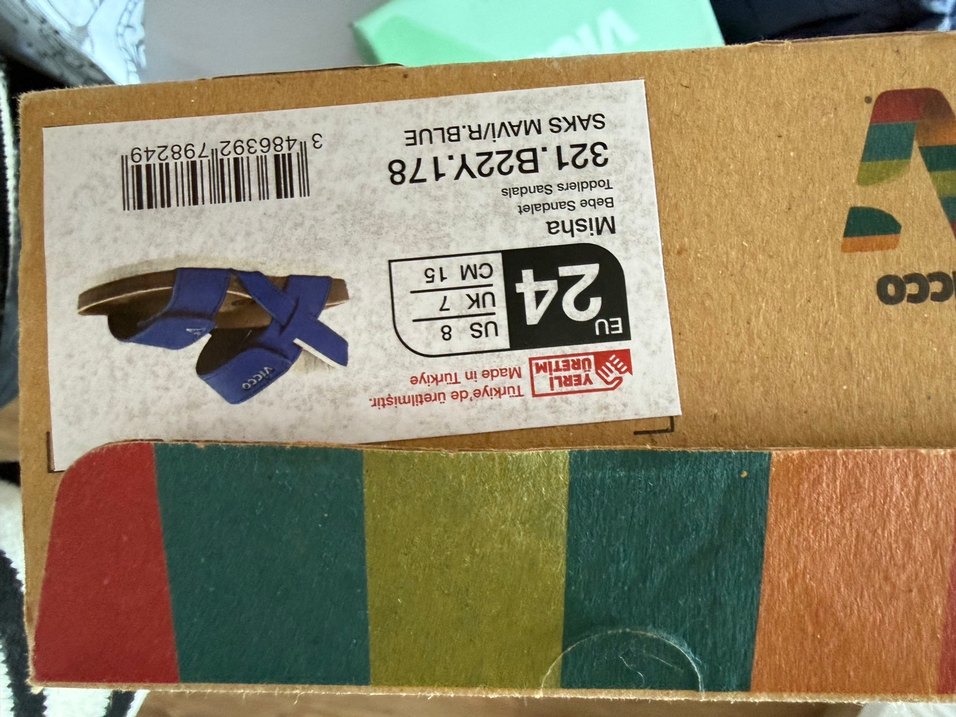 YERLİ
ÜRETİM
Türkiye'de üretilmiştir.
Made in Türkiye
EU
24
US 8
UK 7
CM 15
Misha
Bebe Sandalet
Toddlers Sandals
321.B22Y.178
SAKS MAVI/R.BLUE
vicco
3 486392 798249